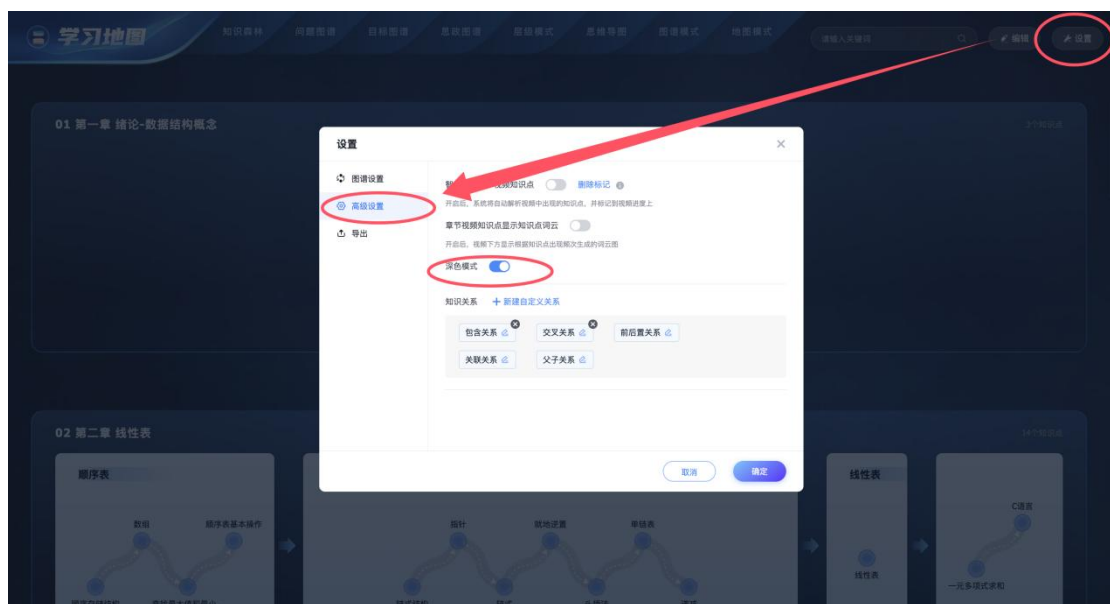 学习地图
知识森林 问题图谱 目标图谱 思政图谱 层级模式 思维导图 图谱模式 地图模式 请输入关键词 编辑 设置
01 第一章 绪论-数据结构概念
设置
图谱设置
视频知识点 删除标记
开启后，系统将自动解析视频中出现的知识点，并标记到视频进度上
高级设置
章节视频知识点显示知识点词云
导出
开启后，视频下方显示根据知识点出现频次生成的词云图
深色模式
知识关系 新建自定义关系
包含关系 交叉关系 前后置关系
关联关系 父子关系
02 第二章 线性表
取消 确定
顺序表 线性表
C语言
数组 顺序表基本操作 指针 就地逆置 单链表
线性表
一元多项式求和